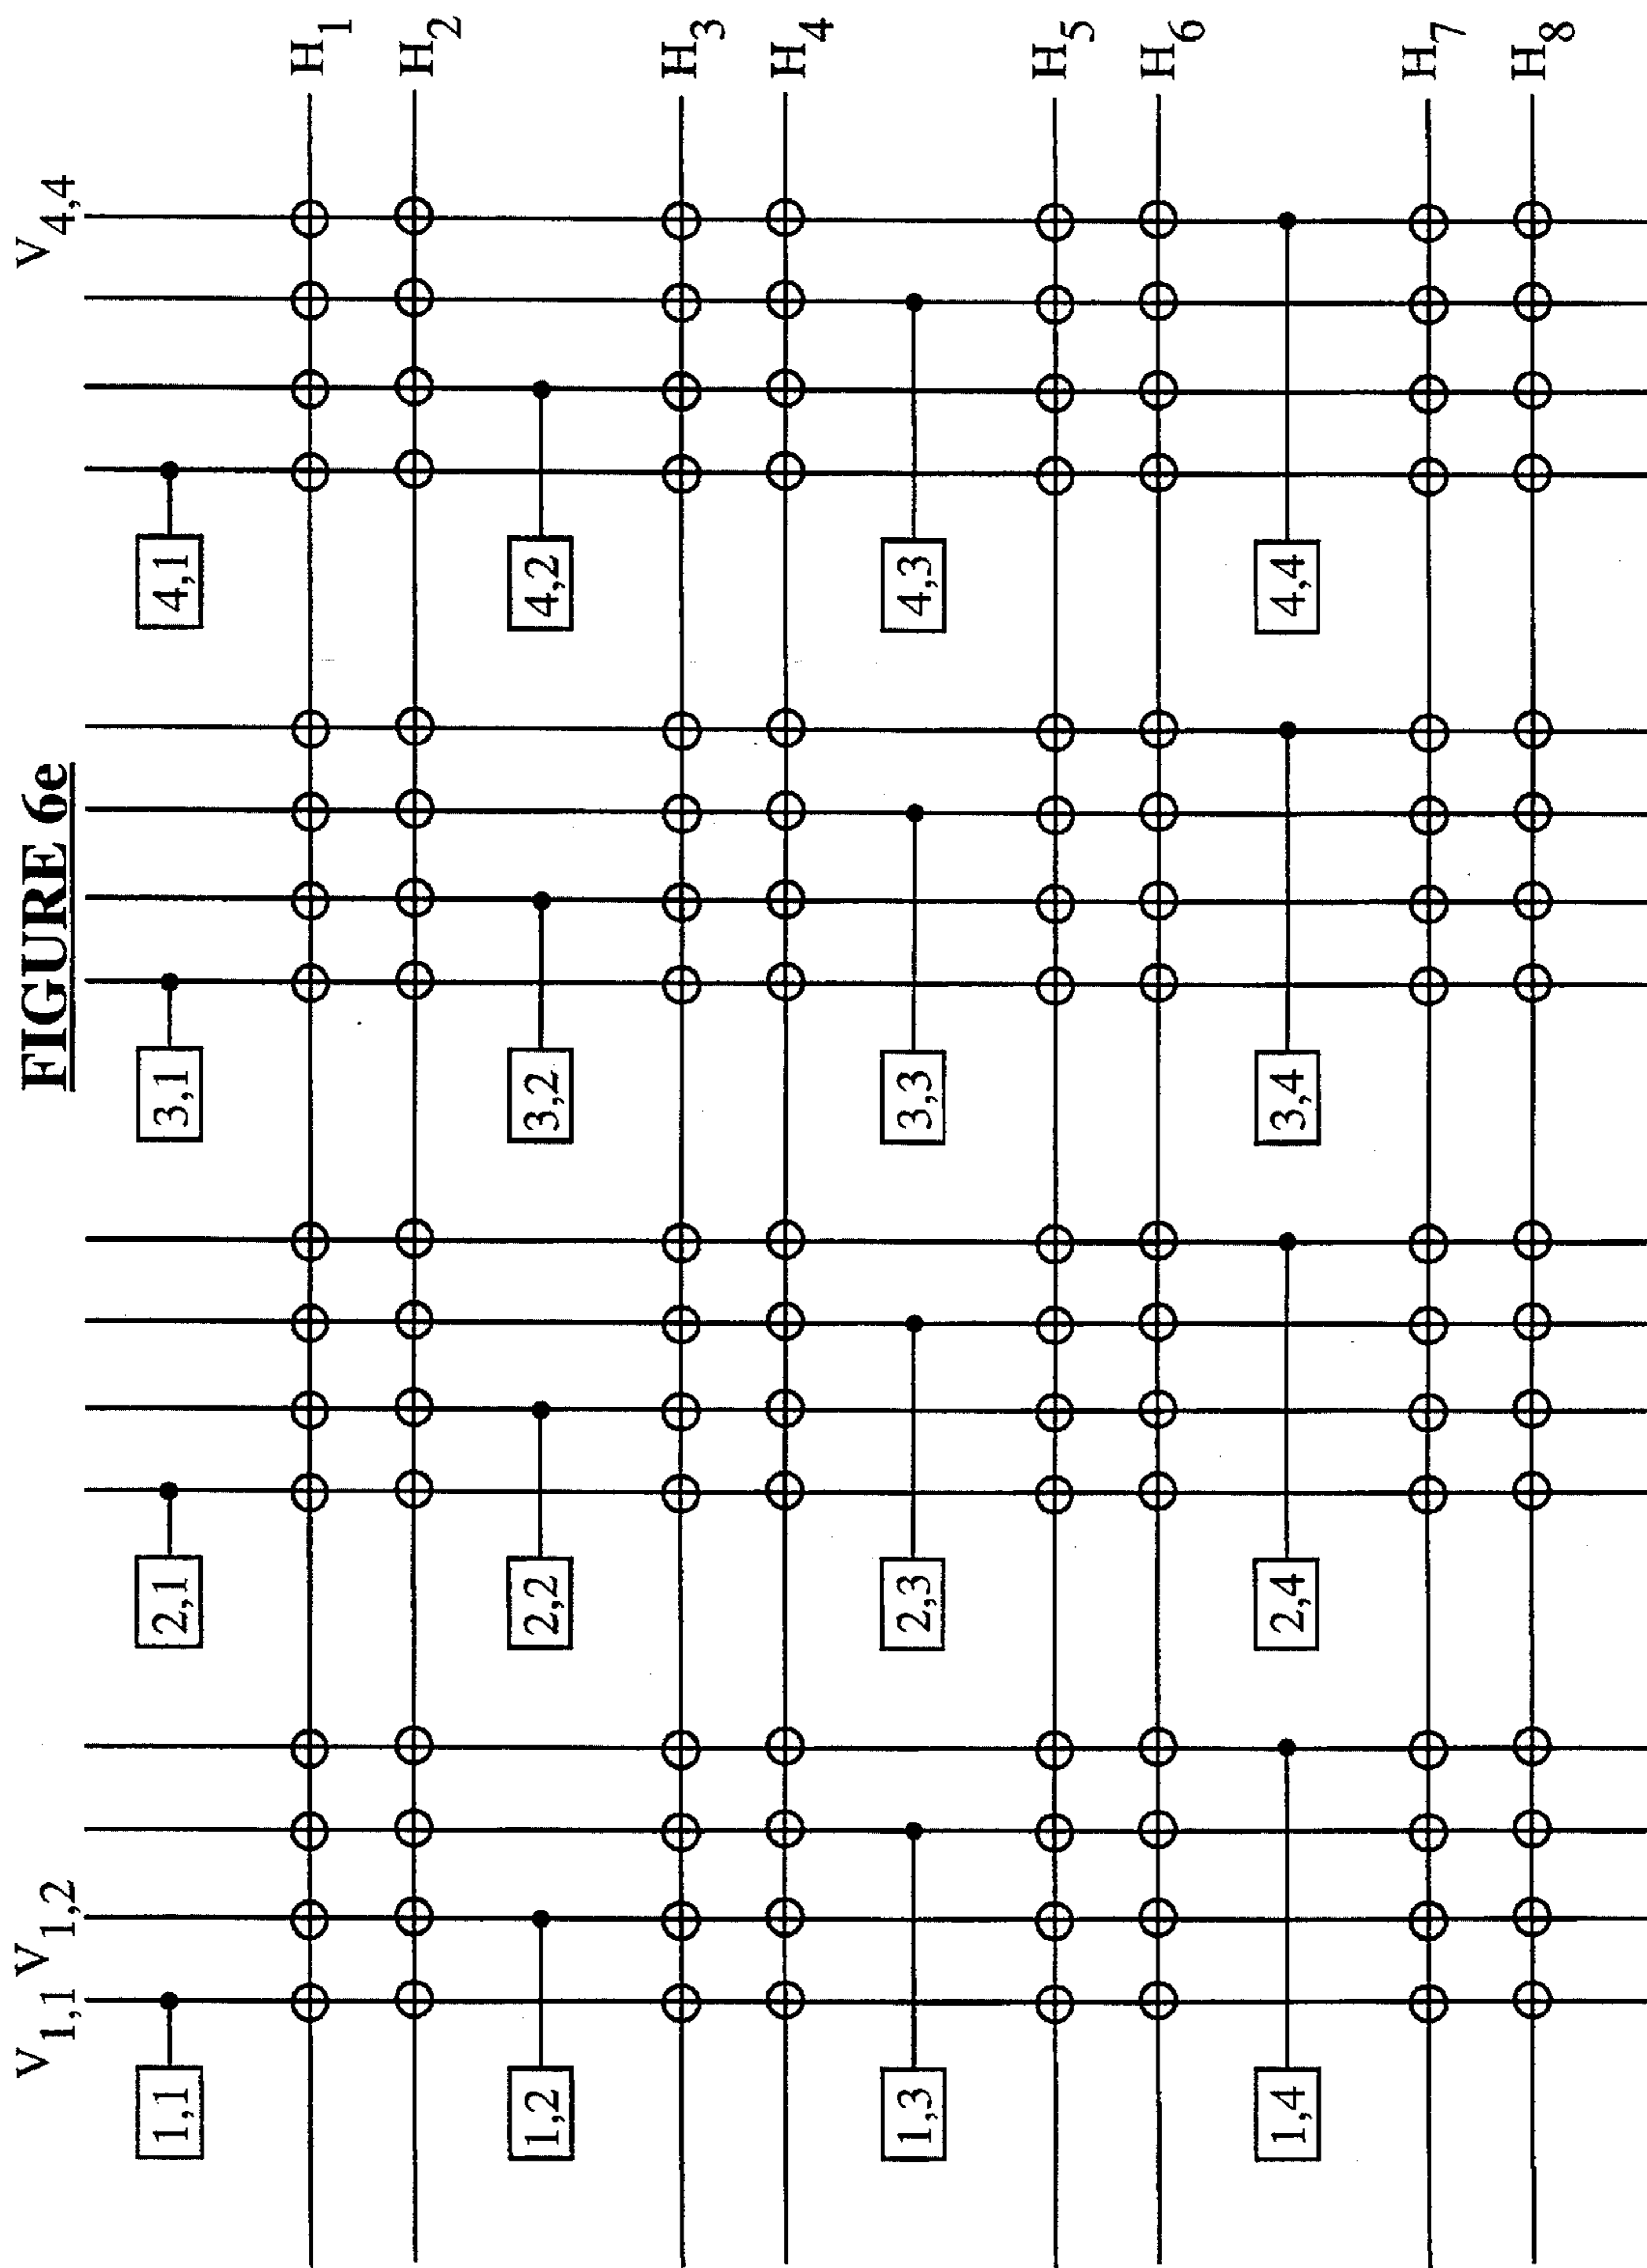 FIGURE 6e
V1,1 V1,2 V4,4
1,1 2,1 3,1 4,1
H1
H2
1,2 2,2 3,2 4,2
H3
H4
1,3 2,3 3,3 4,3
H5
H6
1,4 2,4 3,4 4,4
H7
H8